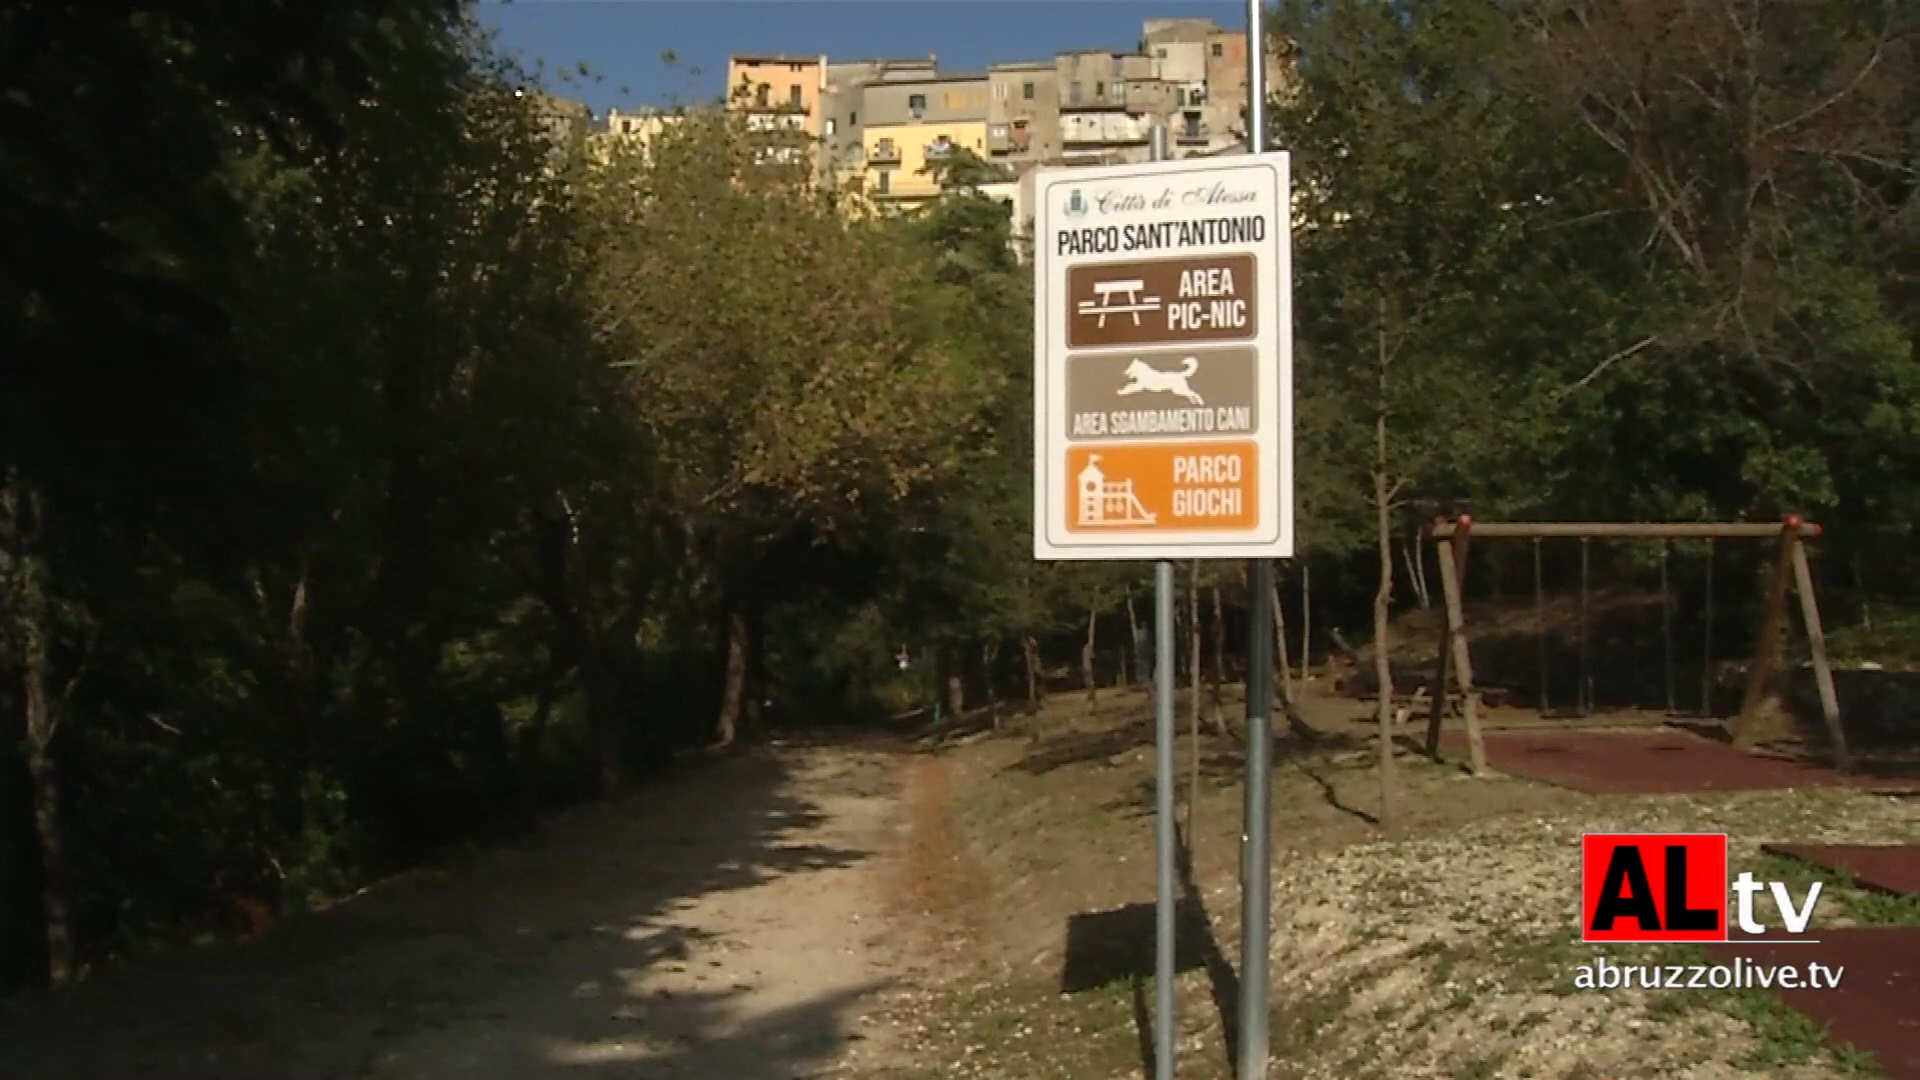 Città di Atessa
PARCO SANT'ANTONIO
AREA
PIC-NIC
AREA SGAMBAMENTO CANI
PARCO
GIOCHI
ALtv
abruzzolive.tv